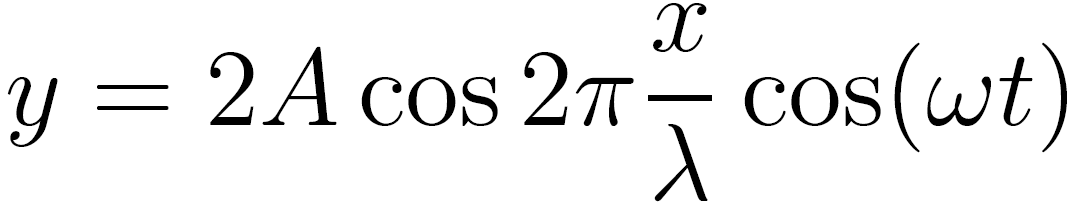 y = 2A cos 2π x/λ cos(ωt)